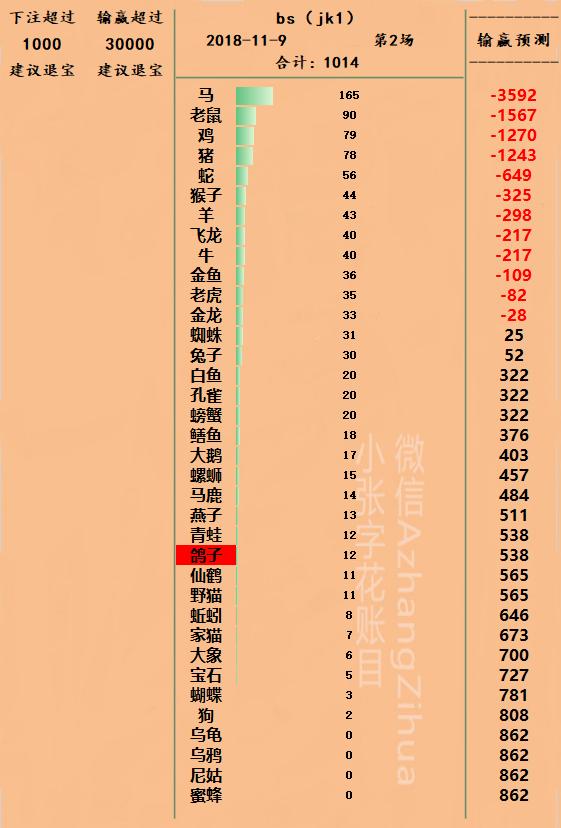 下注超过 输赢超过
1000 30000
建议退宝 建议退宝
bs（jk1）
2018-11-9 第2场
合计：1014
----------
输赢预测
----------
马 165 -3592
老鼠 90 -1567
鸡 79 -1270
猪 78 -1243
蛇 56 -649
猴子 44 -325
羊 43 -298
飞龙 40 -217
牛 40 -217
金鱼 36 -109
老虎 35 -82
金龙 33 -28
蜘蛛 31 25
兔子 30 52
白鱼 20 322
孔雀 20 322
螃蟹 20 322
鳝鱼 18 376
大鹅 17 403
螺蛳 15 457
马鹿 14 484
燕子 13 511
青蛙 12 538
鸽子 12 538
仙鹤 11 565
野猫 11 565
蚯蚓 8 646
家猫 7 673
大象 6 700
宝石 5 727
蝴蝶 3 781
狗 2 808
乌龟 0 862
乌鸦 0 862
尼姑 0 862
蜜蜂 0 862
微信AzhangZihua
小张字花账目